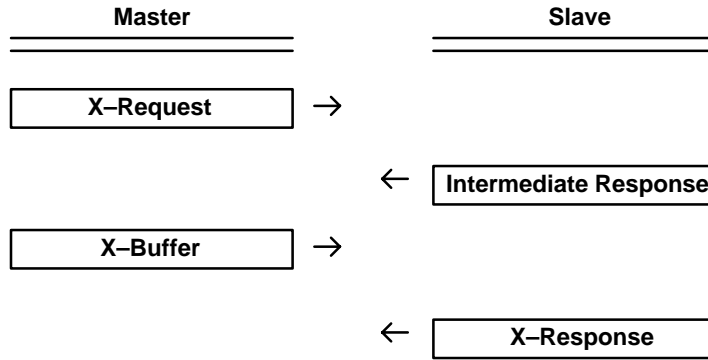 Master Slave
X–Request →
← Intermediate Response
X–Buffer →
← X–Response